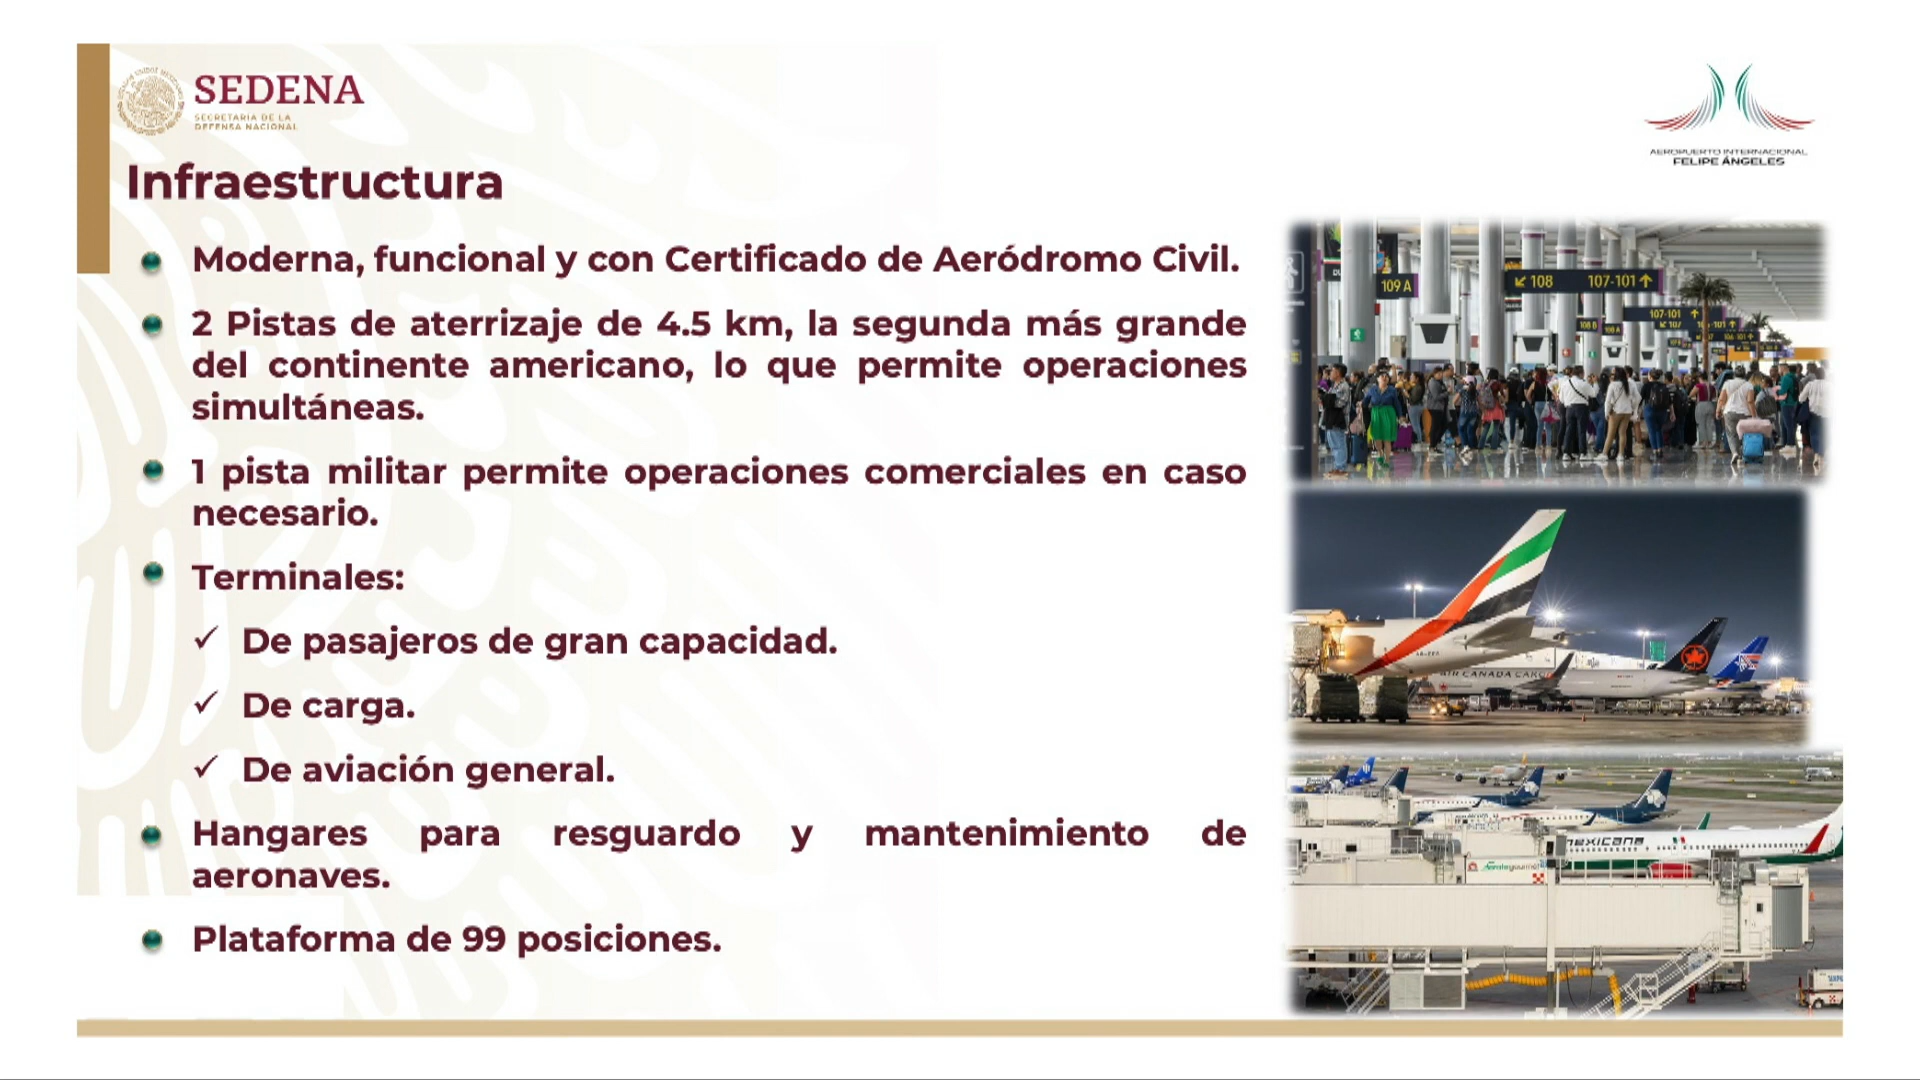 SEDENA
SECRETARÍA DE LA
DEFENSA NACIONAL
AEROPUERTO INTERNACIONAL
FELIPE ÁNGELES
Infraestructura
Moderna, funcional y con Certificado de Aeródromo Civil.
2 Pistas de aterrizaje de 4.5 km, la segunda más grande
del continente americano, lo que permite operaciones
simultáneas.
1 pista militar permite operaciones comerciales en caso
necesario.
Terminales:
✓ De pasajeros de gran capacidad.
✓ De carga.
✓ De aviación general.
Hangares para resguardo y mantenimiento de
aeronaves.
Plataforma de 99 posiciones.
109 A
↙ 108 107-101 ↑
107-101 ↑
AIR CANADA CARGO
mexicana